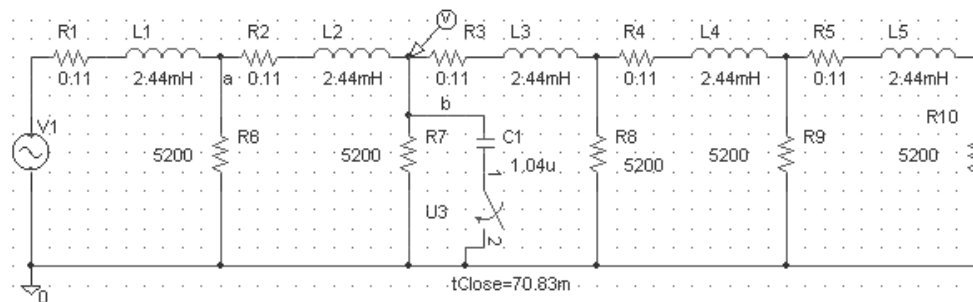 R1 L1 R2 L2 V R3 L3 R4 L4 R5 L5
0.11 2.44mH a 0.11 2.44mH 0.11 2.44mH 0.11 2.44mH 0.11 2.44mH
b
V1 R6 R7 C1 R8 R9 R10
5200 5200 1.04u 5200 5200
1
U3
2
tClose=70.83m
0